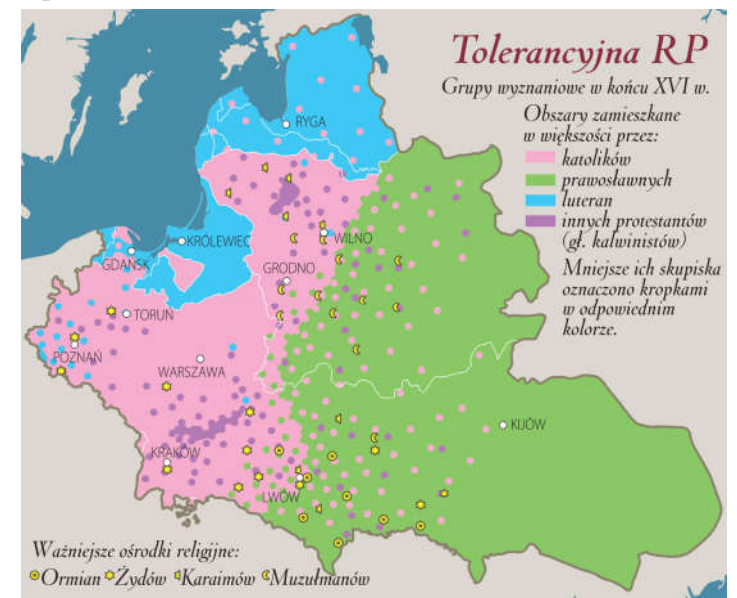 Tolerancyjna RP
Grupy wyznaniowe w końcu XVI w.
Obszary zamieszkane
w większości przez:
katolików
prawosławnych
luteran
innych protestantów
(gł. kalwinistów)
Mniejsze ich skupiska
oznaczono kropkami
w odpowiednim
kolorze.
RYGA
KRÓLEWIEC
WILNO
GDAŃSK
GRODNO
TORUŃ
POZNAŃ
WARSZAWA
KIJÓW
KRAKÓW
LWÓW
Ważniejsze ośrodki religijne:
Ormian Żydów Karaimów Muzułmanów